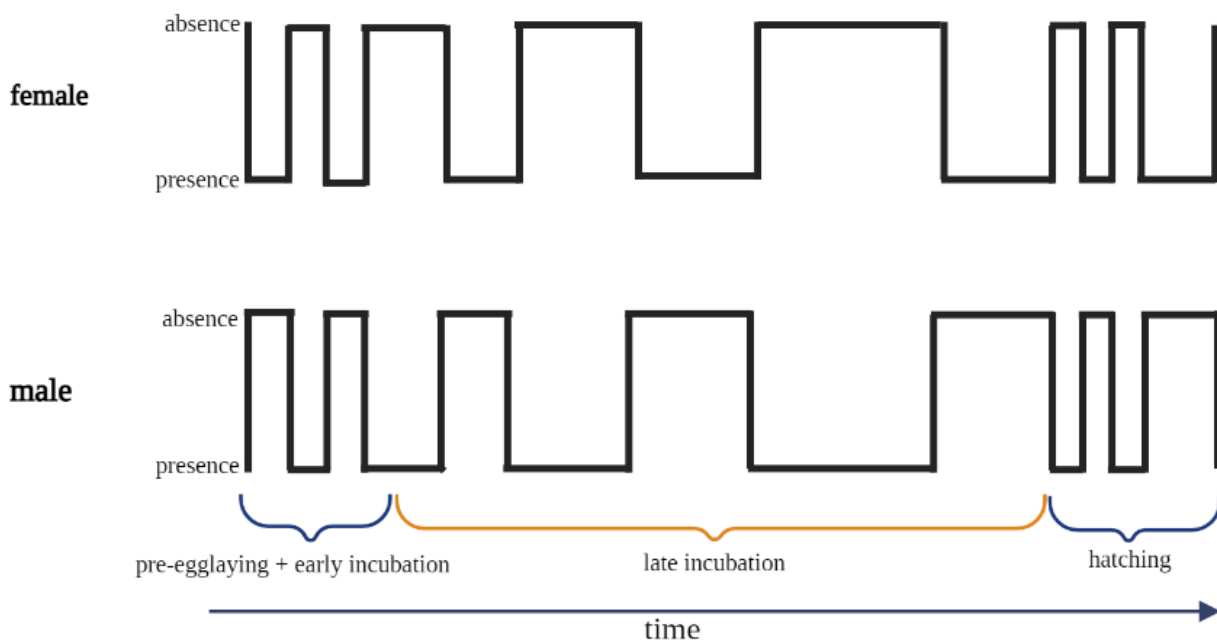 absence
female
presence
absence
male
presence
pre-egglaying + early incubation
late incubation
hatching
time